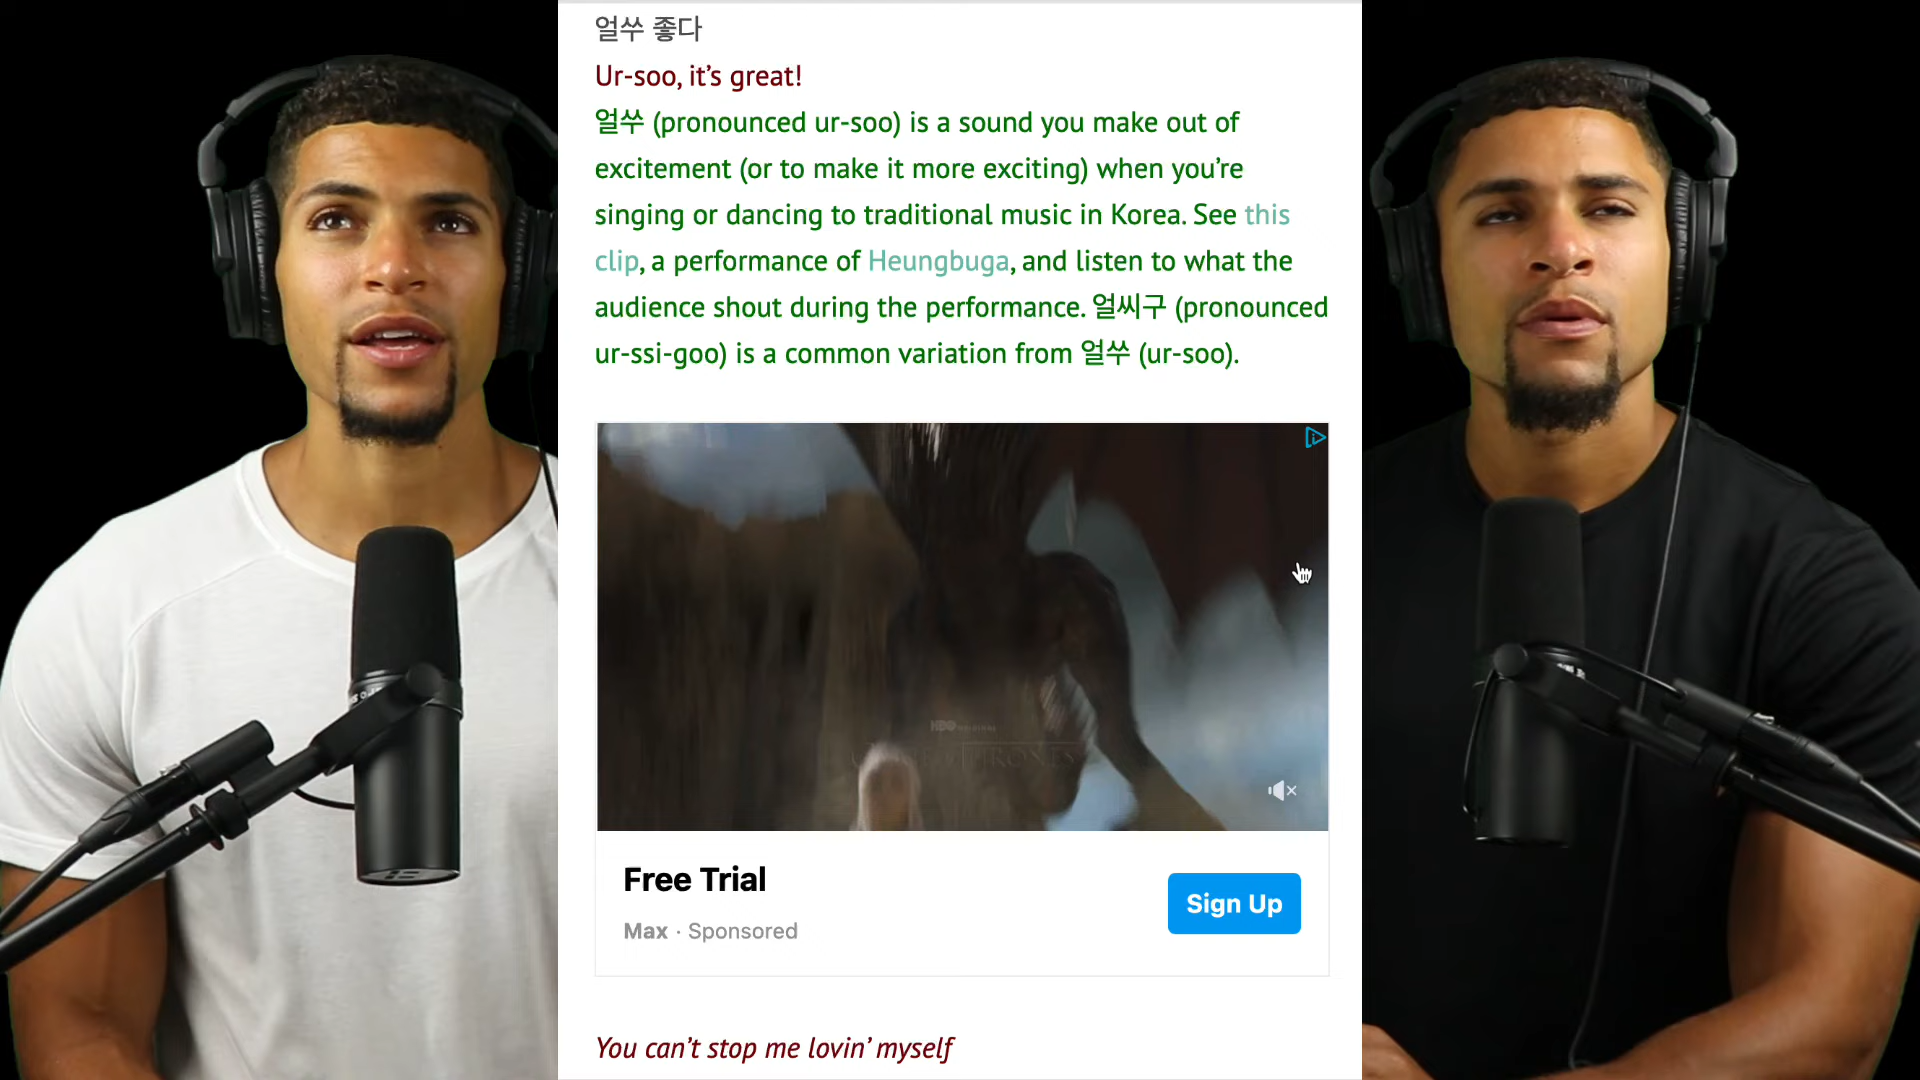 얼쑤 좋다
Ur-soo, it’s great!
얼쑤 (pronounced ur-soo) is a sound you make out of
excitement (or to make it more exciting) when you’re
singing or dancing to traditional music in Korea. See this
clip, a performance of Heungbuga, and listen to what the
audience shout during the performance. 얼씨구 (pronounced
ur-ssi-goo) is a common variation from 얼쑤 (ur-soo).
HBO ORIGINAL
Free Trial
Sign Up
Max · Sponsored
You can’t stop me lovin’ myself